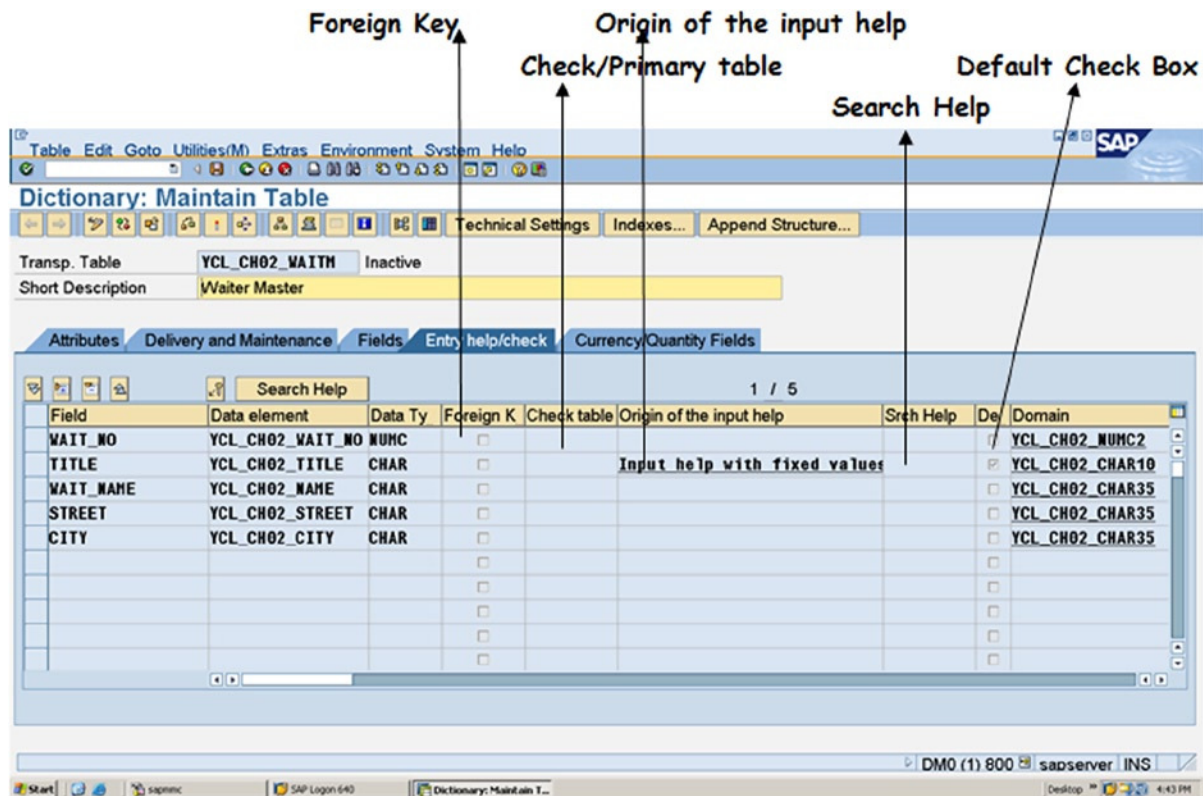 Foreign Key
Origin of the input help
Check/Primary table
Default Check Box
Search Help
Table Edit Goto Utilities(M) Extras Environment System Help
SAP
Dictionary: Maintain Table
Technical Settings Indexes... Append Structure...
Transp. Table YCL_CH02_WAITM Inactive
Short Description Waiter Master
Attributes Delivery and Maintenance Fields Entry help/check Currency/Quantity Fields
Search Help 1 / 5
Field Data element Data Ty Foreign K Check table Origin of the input help Srch Help De Domain
WAIT_NO YCL_CH02_WAIT_NO NUMC YCL_CH02_NUMC2
TITLE YCL_CH02_TITLE CHAR Input help with fixed values YCL_CH02_CHAR10
WAIT_NAME YCL_CH02_NAME CHAR YCL_CH02_CHAR35
STREET YCL_CH02_STREET CHAR YCL_CH02_CHAR35
CITY YCL_CH02_CITY CHAR YCL_CH02_CHAR35
DM0 (1) 800 sapserver INS
Start sapmmc SAP Logon 640 Dictionary: Maintain T... Desktop » 4:43 PM